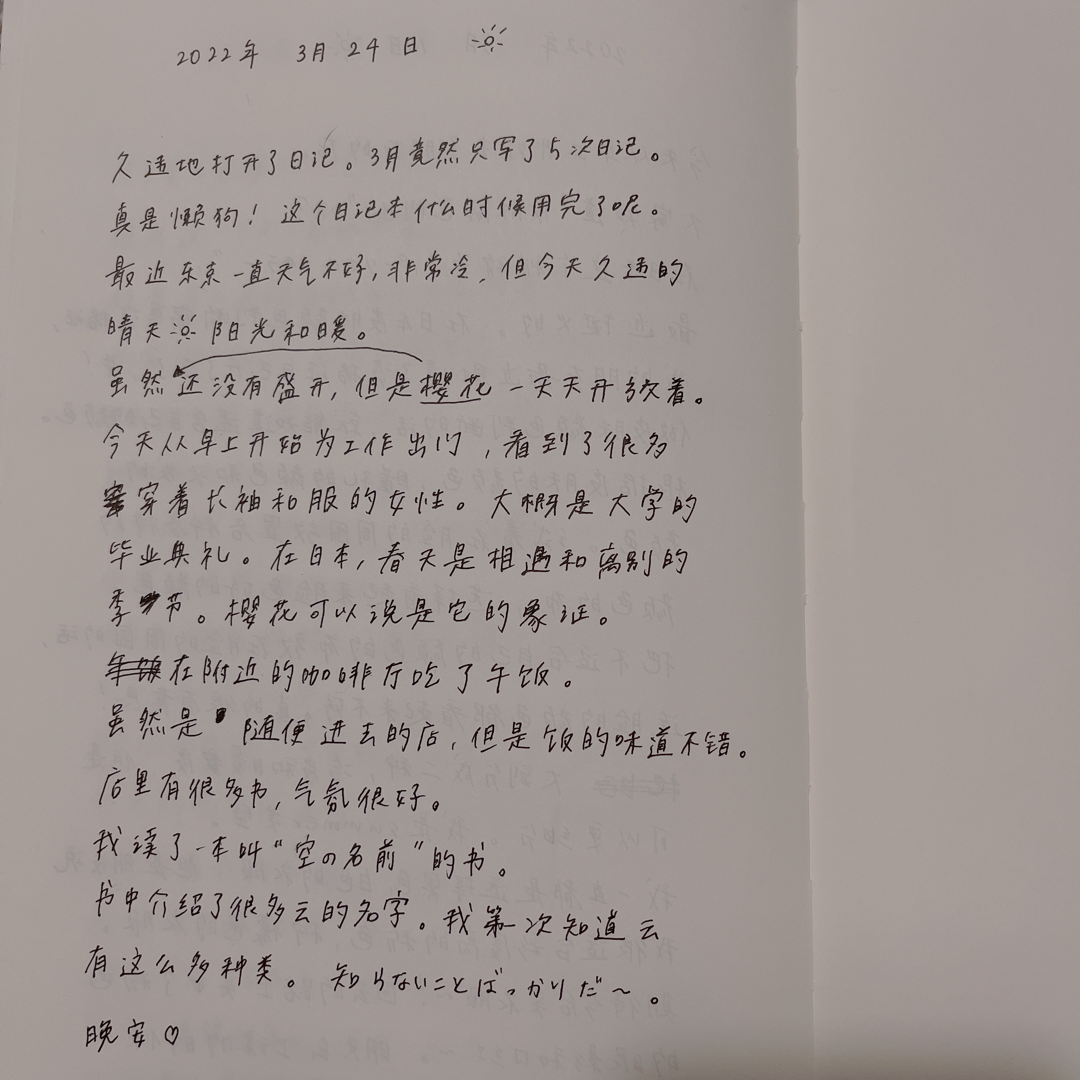 2022年 3月 24日 ☀
久违地打开了日记。3月竟然只写了5次日记。
真是懒狗！这个日记本什么时候用完了呢。
最近东京一直天气不好，非常冷，但今天久违的
晴天☀阳光和暖。
虽然还没有盛开，但是樱花一天天开放着。
今天从早上开始为工作出门，看到了很多
穿着长袖和服的女性。大概是大学的
毕业典礼。在日本，春天是相遇和离别的
季节。樱花可以说是它的象征。
在附近的咖啡厅吃了午饭。
虽然是随便进去的店，但是饭的味道不错。
店里有很多书，气氛很好。
我读了一本叫“空の名前”的书。
书中介绍了很多云的名字。我第一次知道云
有这么多种类。知らないことばっかりだ〜。
晚安♡